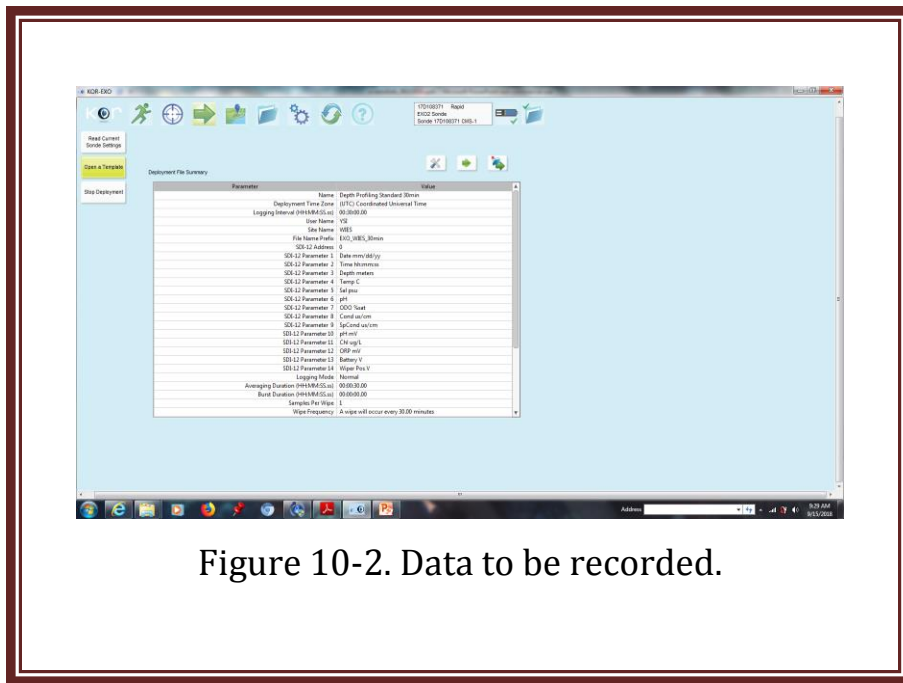 KOR-EXO
KOR
17D108371 Rapid
EXO2 Sonde
Sonde 17D108371 CMS-1
Read Current
Sonde Settings
Open a Template
Stop Deployment
Deployment File Summary
Parameter Value
Name Depth Profiling Standard 30min
Deployment Time Zone (UTC) Coordinated Universal Time
Logging Interval (HH:MM:SS.ss) 00:30:00.00
User Name YSI
Site Name WIES
File Name Prefix EXO_WIES_30min
SDI-12 Address 0
SDI-12 Parameter 1 Date mm/dd/yy
SDI-12 Parameter 2 Time hh:mm:ss
SDI-12 Parameter 3 Depth meters
SDI-12 Parameter 4 Temp C
SDI-12 Parameter 5 Sal psu
SDI-12 Parameter 6 pH
SDI-12 Parameter 7 ODO %sat
SDI-12 Parameter 8 Cond us/cm
SDI-12 Parameter 9 SpCond us/cm
SDI-12 Parameter 10 pH mV
SDI-12 Parameter 11 Chl ug/L
SDI-12 Parameter 12 ORP mV
SDI-12 Parameter 13 Battery V
SDI-12 Parameter 14 Wiper Pos V
Logging Mode Normal
Averaging Duration (HH:MM:SS.ss) 00:00:30.00
Burst Duration (HH:MM:SS.ss) 00:00:00.00
Samples Per Wipe 1
Wipe Frequency A wipe will occur every 30.00 minutes
Address
9:29 AM
9/15/2018
Figure 10-2. Data to be recorded.